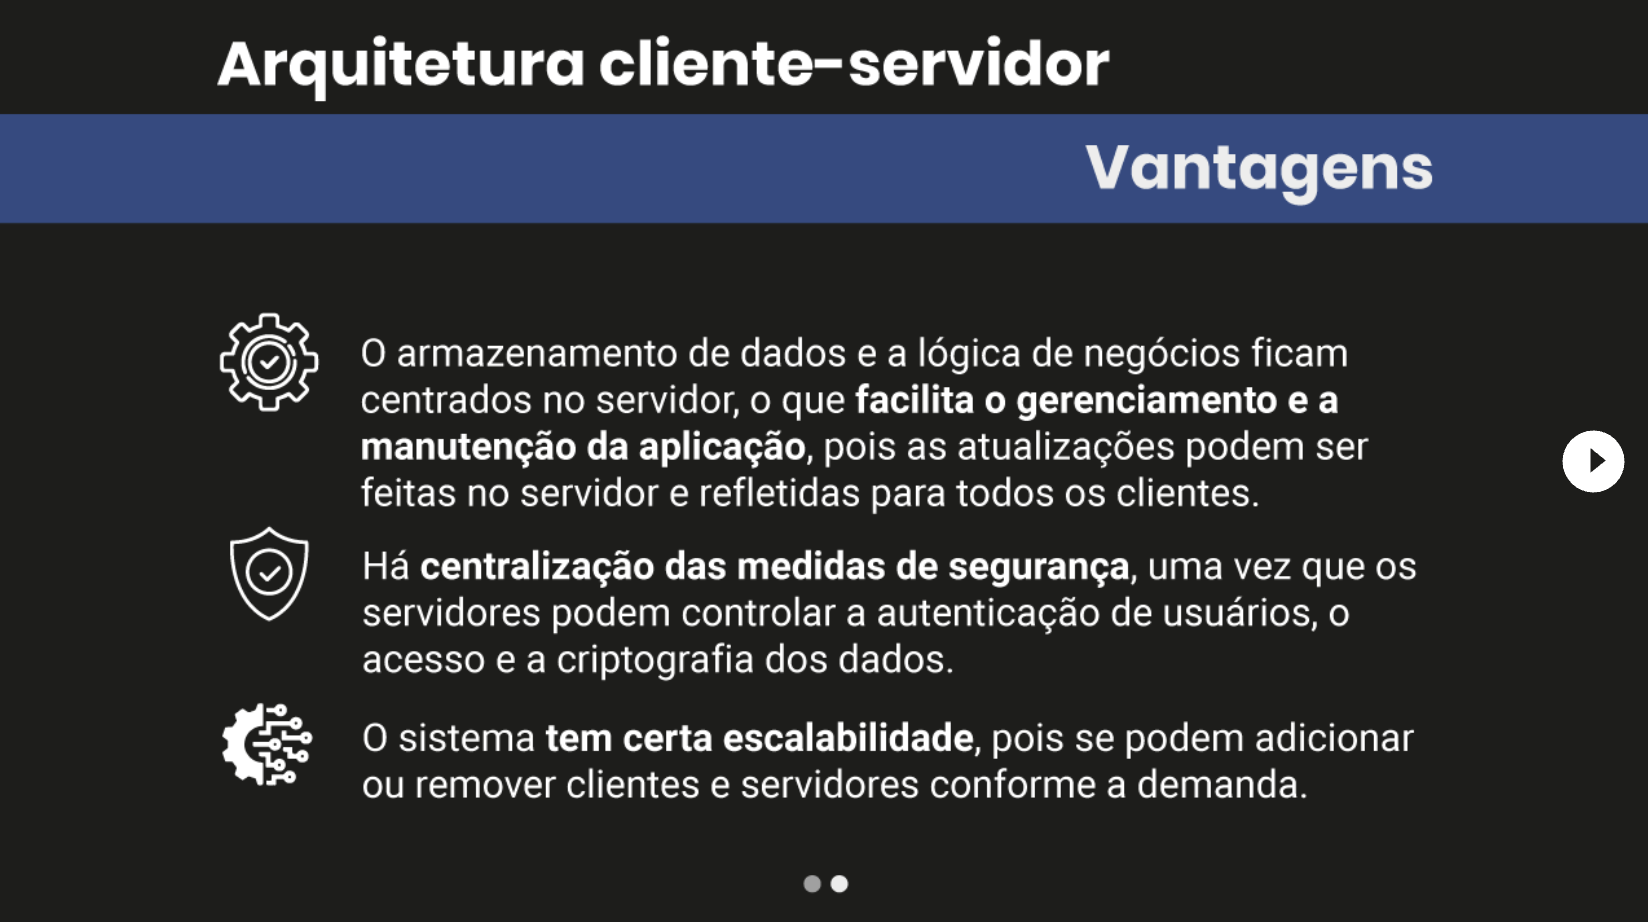 Arquitetura cliente-servidor
Vantagens
O armazenamento de dados e a lógica de negócios ficam
centrados no servidor, o que facilita o gerenciamento e a
manutenção da aplicação, pois as atualizações podem ser
feitas no servidor e refletidas para todos os clientes.
Há centralização das medidas de segurança, uma vez que os
servidores podem controlar a autenticação de usuários, o
acesso e a criptografia dos dados.
O sistema tem certa escalabilidade, pois se podem adicionar
ou remover clientes e servidores conforme a demanda.